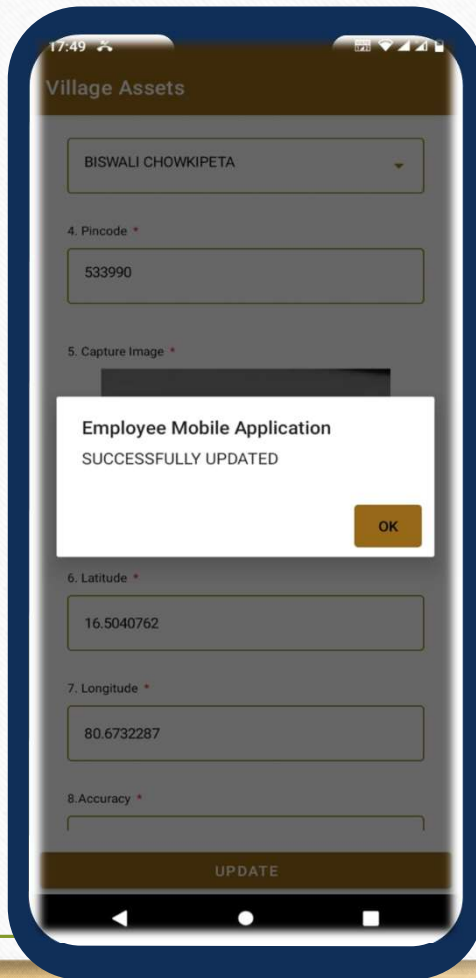 17:49
Village Assets
BISWALI CHOWKIPETA
4. Pincode *
533990
5. Capture Image *
Employee Mobile Application
SUCCESSFULLY UPDATED
OK
6. Latitude *
16.5040762
7. Longitude *
80.6732287
8.Accuracy *
UPDATE